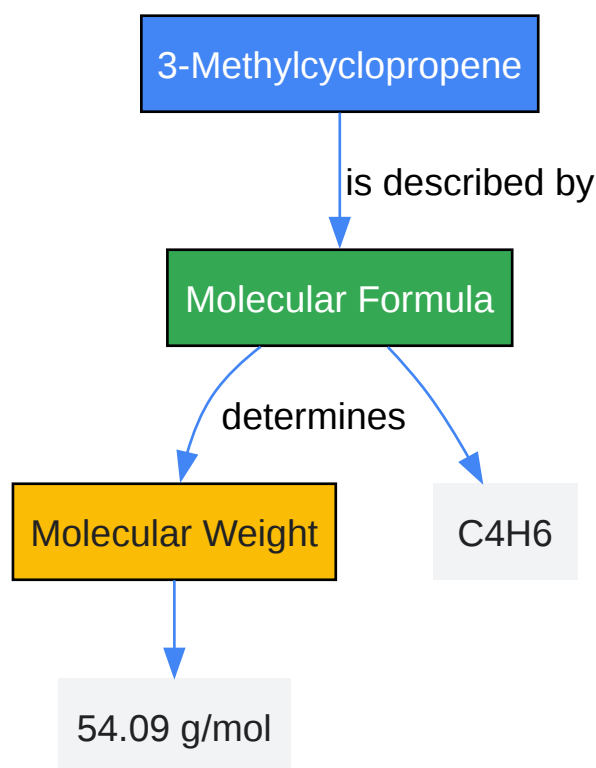 3-Methylcyclopropene
is described by
Molecular Formula
determines
Molecular Weight
C4H6
54.09 g/mol